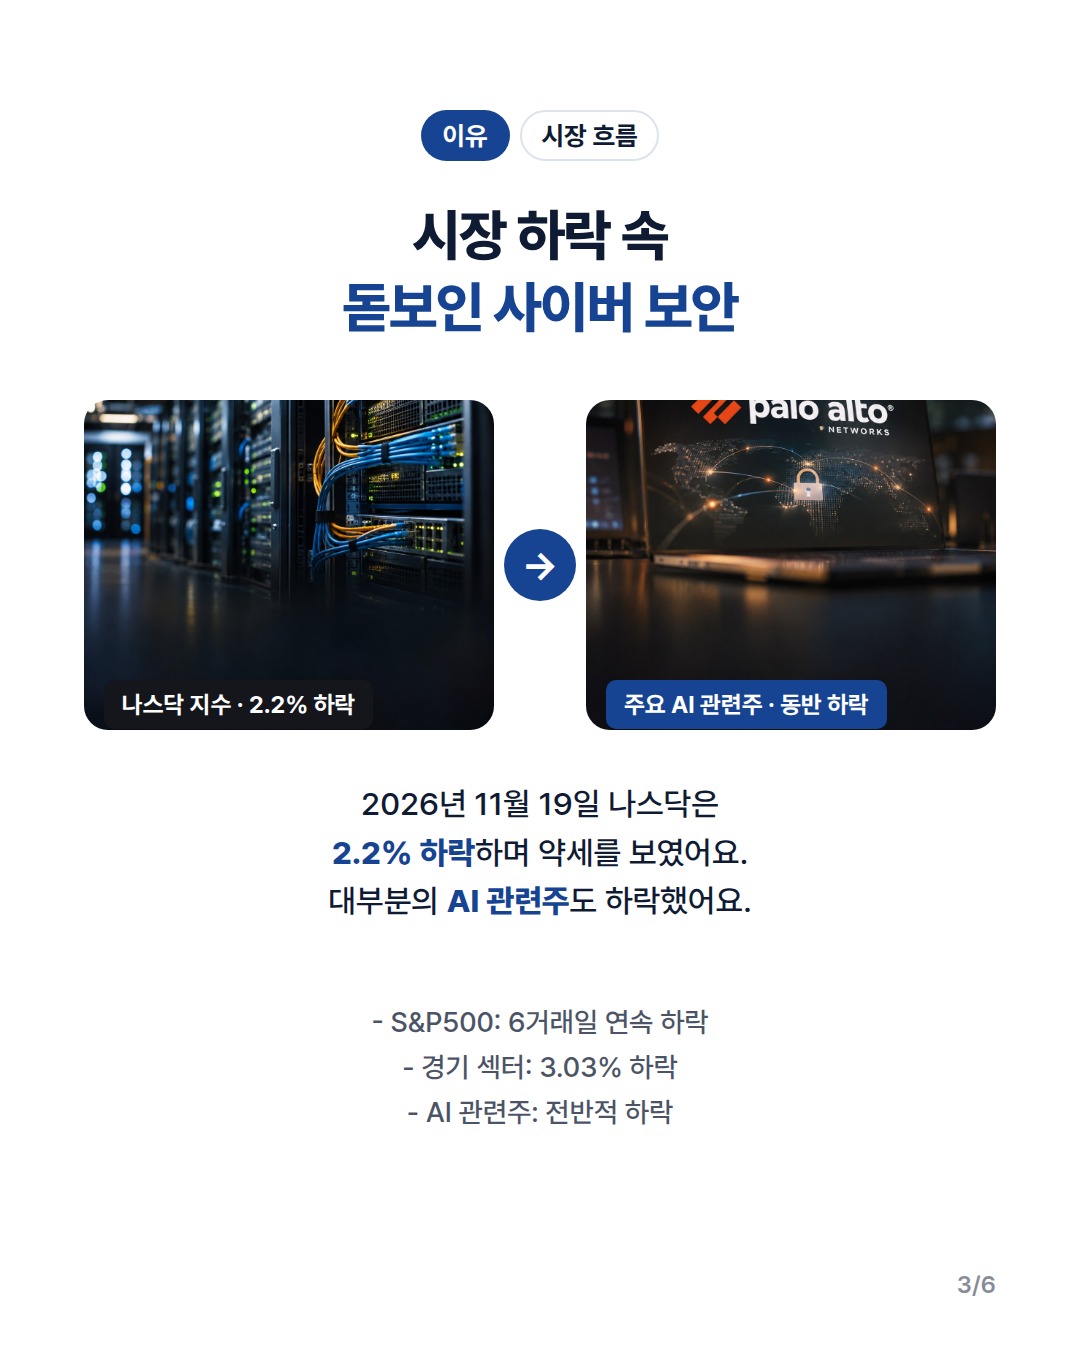 이유
시장 흐름
시장 하락 속
돋보인 사이버 보안
palo alto®
NETWORKS
→
나스닥 지수 · 2.2% 하락
주요 AI 관련주 · 동반 하락
2026년 11월 19일 나스닥은
2.2% 하락하며 약세를 보였어요.
대부분의 AI 관련주도 하락했어요.
- S&P500: 6거래일 연속 하락
- 경기 섹터: 3.03% 하락
- AI 관련주: 전반적 하락
3/6